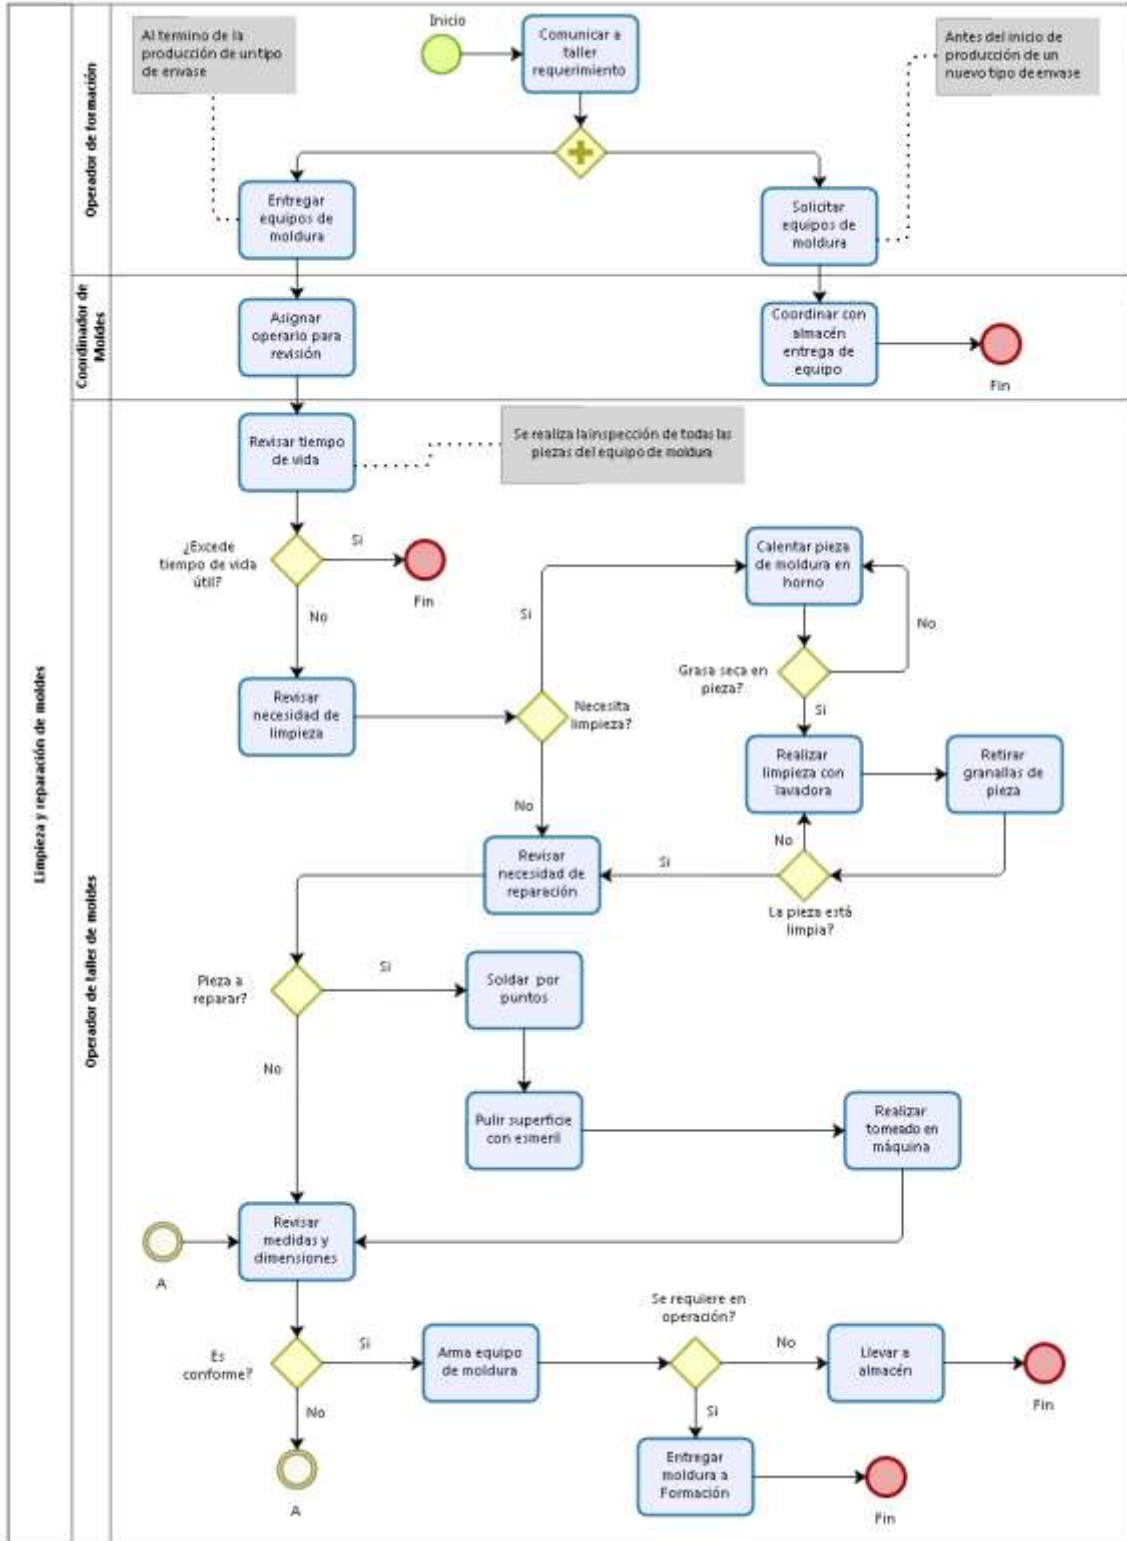 Limpieza y reparación de moldes
Operador de formación
Al termino de la
producción de un tipo
de envase
Inicio
Comunicar a
taller
requerimiento
Antes del inicio de
producción de un
nuevo tipo de envase
Entregar
equipos de
moldura
Solicitar
equipos de
moldura
Coordinador de
Moldes
Asignar
operario para
revisión
Coordinar con
almacén
entrega de
equipo
Fin
Operador de taller de moldes
Revisar tiempo
de vida
Se realiza la inspección de todas las
piezas del equipo de moldura
¿Excede
tiempo de vida
útil?
Si
Fin
No
Calentar pieza
de moldura en
horno
Si
No
Grasa seca en
pieza?
Si
Revisar
necesidad de
limpieza
Necesita
limpieza?
No
Realizar
limpieza con
lavadora
Retirar
granallas de
pieza
No
Revisar
necesidad de
reparación
Si
La pieza está
limpia?
Pieza a
reparar?
Si
Soldar por
puntos
No
Pulir superficie
con esmeril
Realizar
torneado en
máquina
A
Revisar
medidas y
dimensiones
Es
conforme?
Si
No
A
Arma equipo
de moldura
Se requiere en
operación?
No
Llevar a
almacén
Fin
Si
Entregar
moldura a
Formación
Fin